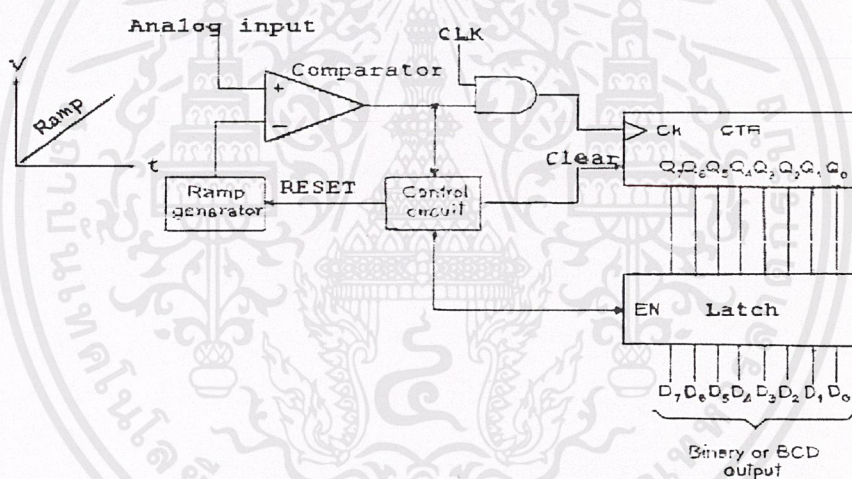 Analog input
CLK
V
Comparator
+
Ramp
−
t
CK CTR
Clear
Q₇ Q₆ Q₅ Q₄ Q₃ Q₂ Q₁ Q₀
Ramp
generator
RESET
Control
circuit
EN Latch
D₇ D₆ D₅ D₄ D₃ D₂ D₁ D₀
Binary or BCD
output